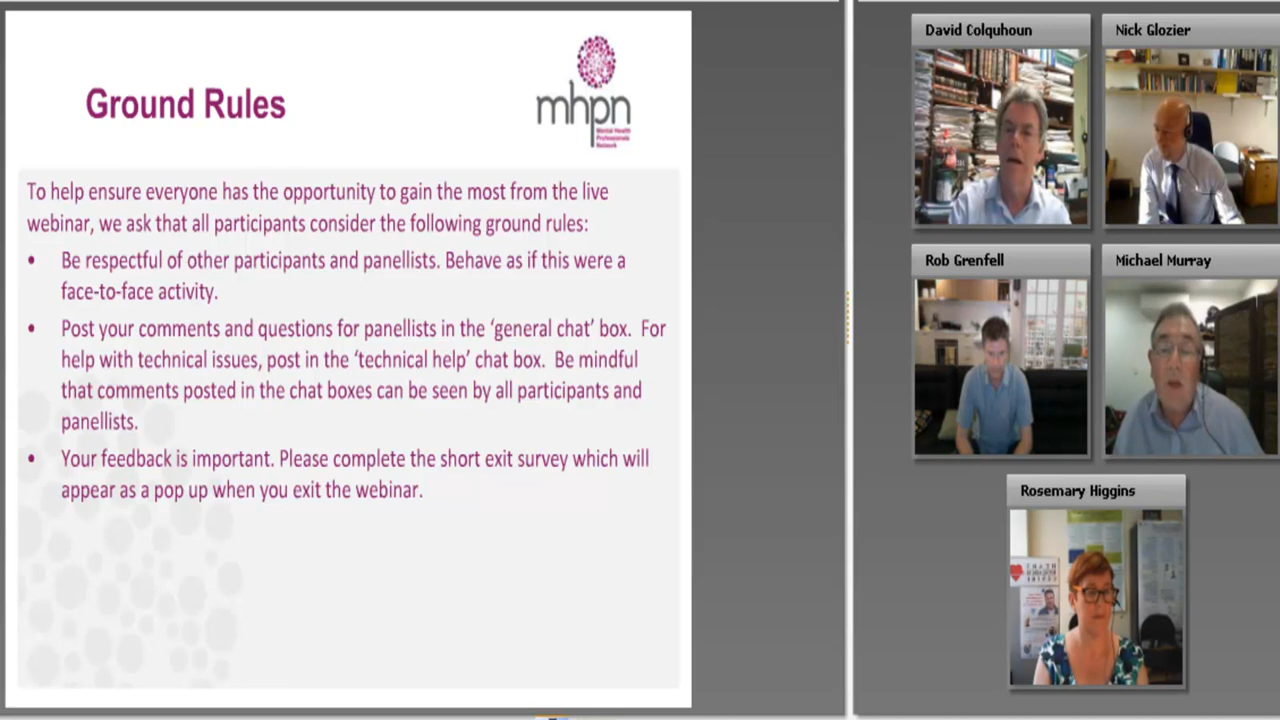 Ground Rules
mhpn
Mental Health
Professionals
Network
To help ensure everyone has the opportunity to gain the most from the live
webinar, we ask that all participants consider the following ground rules:
• Be respectful of other participants and panellists. Behave as if this were a
face-to-face activity.
• Post your comments and questions for panellists in the ‘general chat’ box. For
help with technical issues, post in the ‘technical help’ chat box. Be mindful
that comments posted in the chat boxes can be seen by all participants and
panellists.
• Your feedback is important. Please complete the short exit survey which will
appear as a pop up when you exit the webinar.
David Colquhoun
Nick Glozier
Rob Grenfell
Michael Murray
Rosemary Higgins